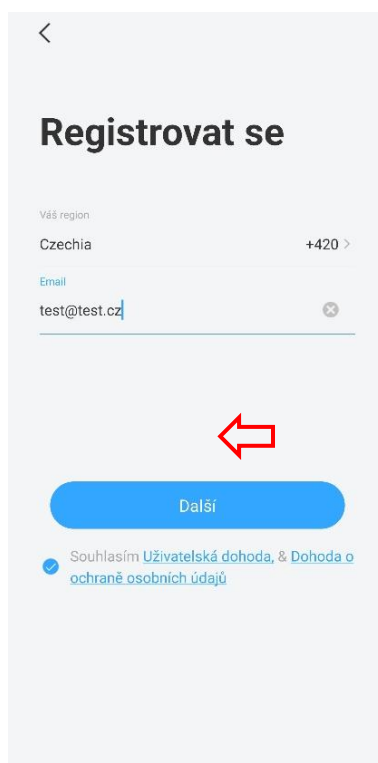 Registrovat se
Váš region
Czechia +420
Email
test@test.cz
Další
Souhlasím Uživatelská dohoda, & Dohoda o
ochraně osobních údajů